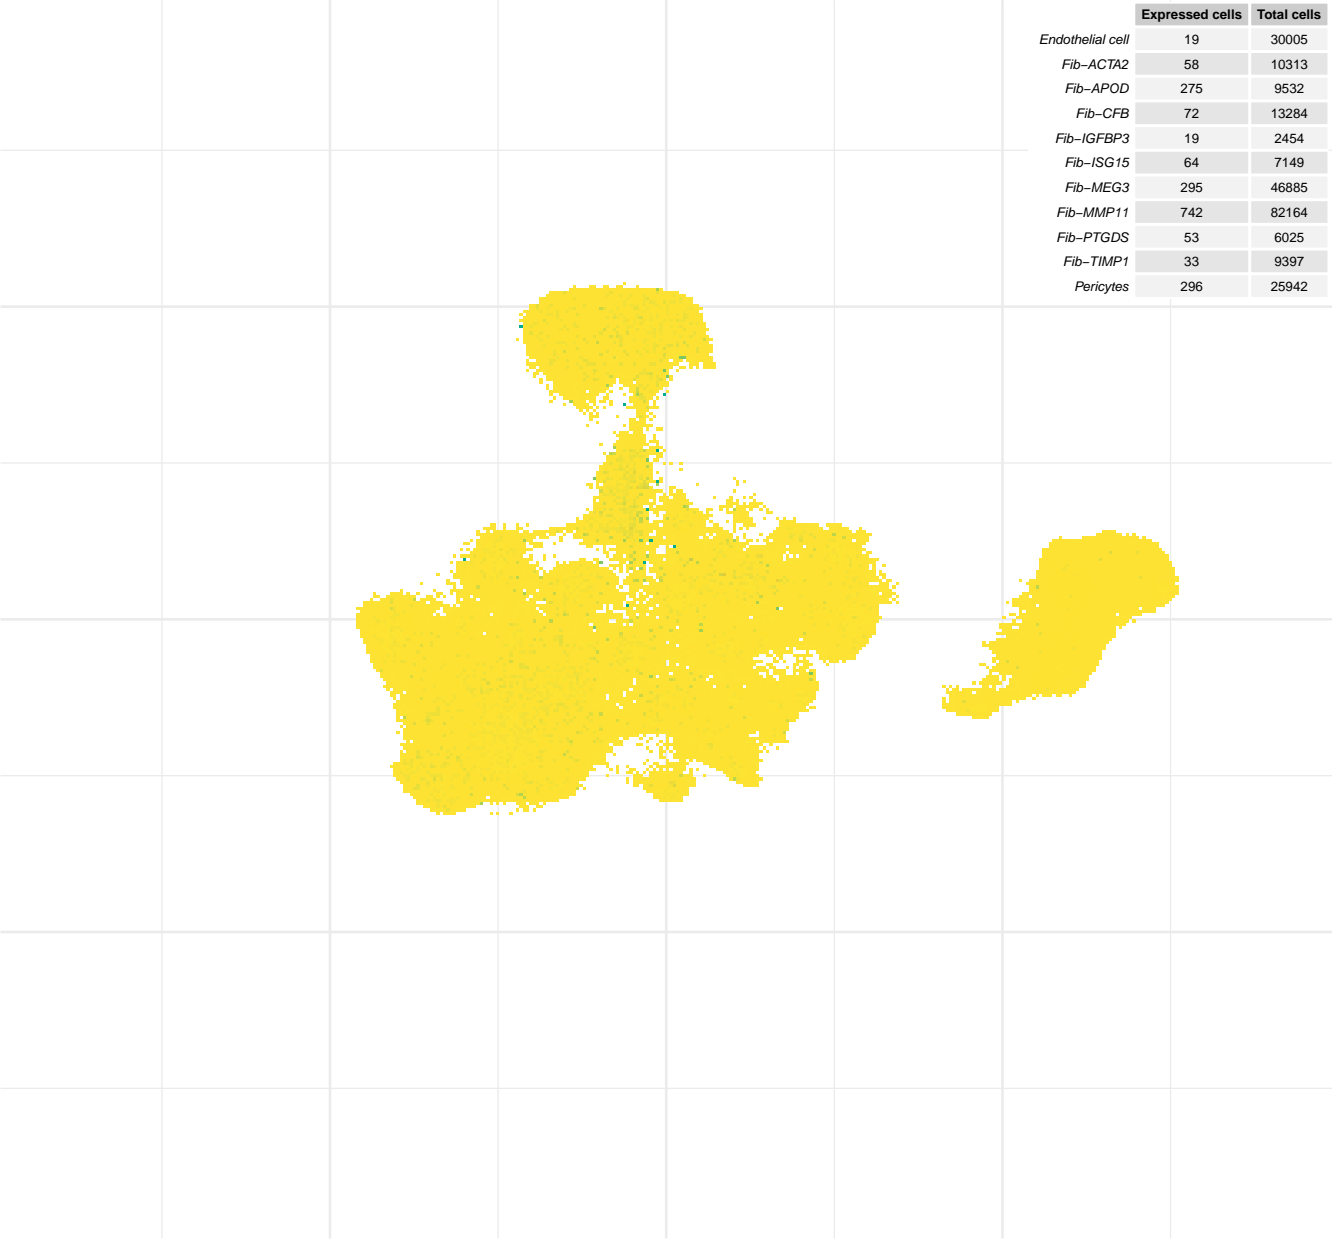 Expressed cells Total cells
Endothelial cell 19 30005
Fib−ACTA2 58 10313
Fib−APOD 275 9532
Fib−CFB 72 13284
Fib−IGFBP3 19 2454
Fib−ISG15 64 7149
Fib−MEG3 295 46885
Fib−MMP11 742 82164
Fib−PTGDS 53 6025
Fib−TIMP1 33 9397
Pericytes 296 25942